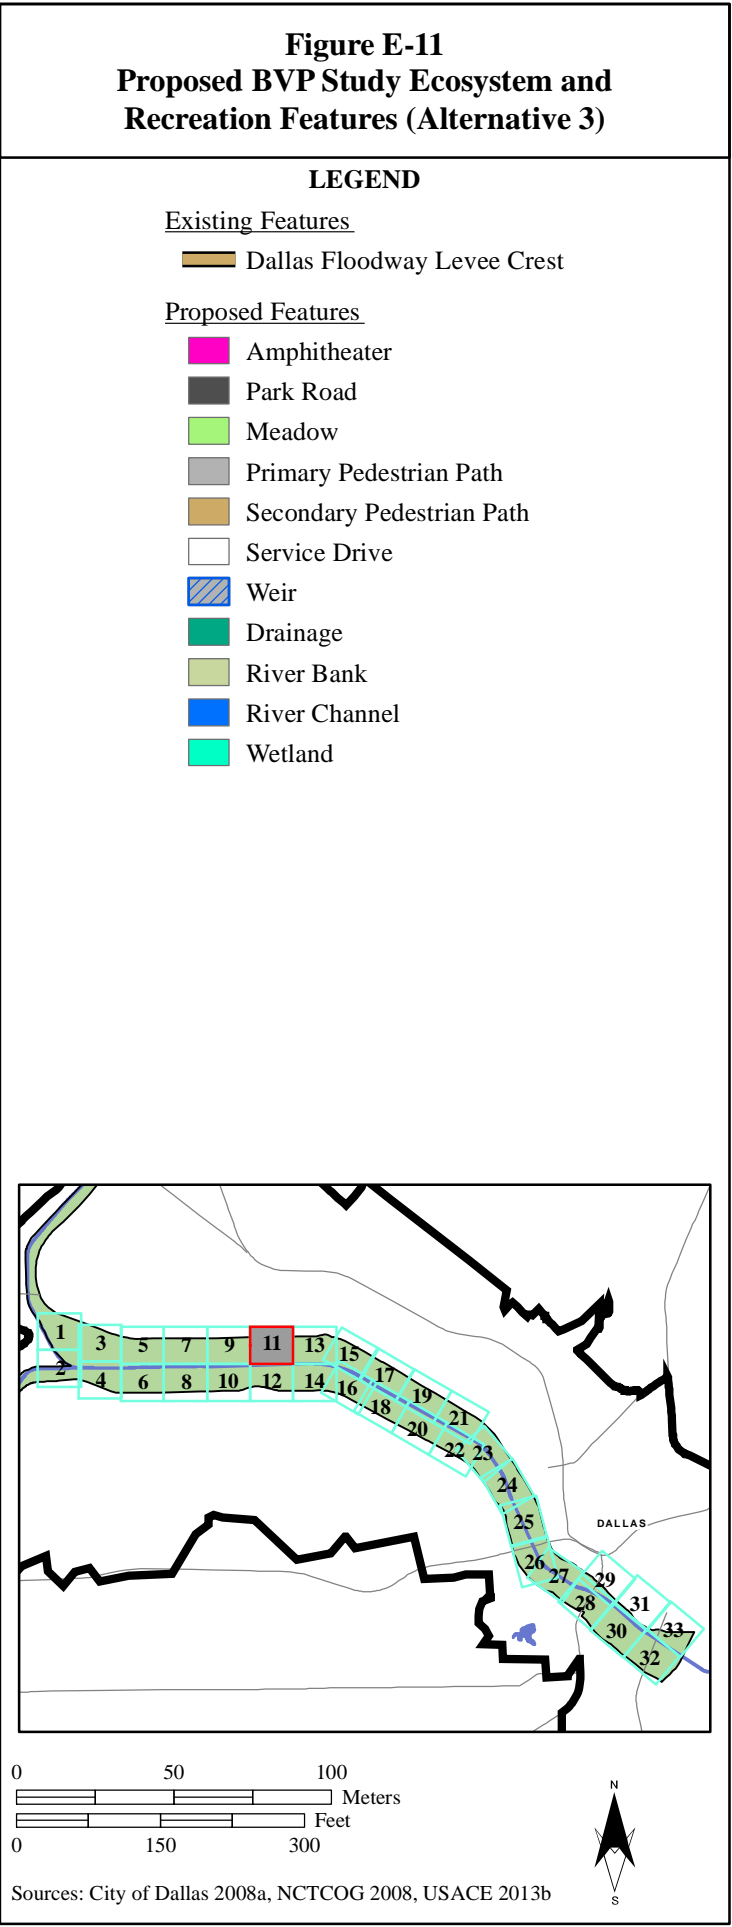 Figure E-11
Proposed BVP Study Ecosystem and
Recreation Features (Alternative 3)
LEGEND
Existing Features
Dallas Floodway Levee Crest
Proposed Features
Amphitheater
Park Road
Meadow
Primary Pedestrian Path
Secondary Pedestrian Path
Service Drive
Weir
Drainage
River Bank
River Channel
Wetland
1
3
5
7
9
11
13
15
2
4
6
8
10
12
14
16
17
18
19
20
21
22
23
24
25
DALLAS
26
27
28
29
30
31
32
33
0 50 100
Meters
Feet
0 150 300
N
S
Sources: City of Dallas 2008a, NCTCOG 2008, USACE 2013b